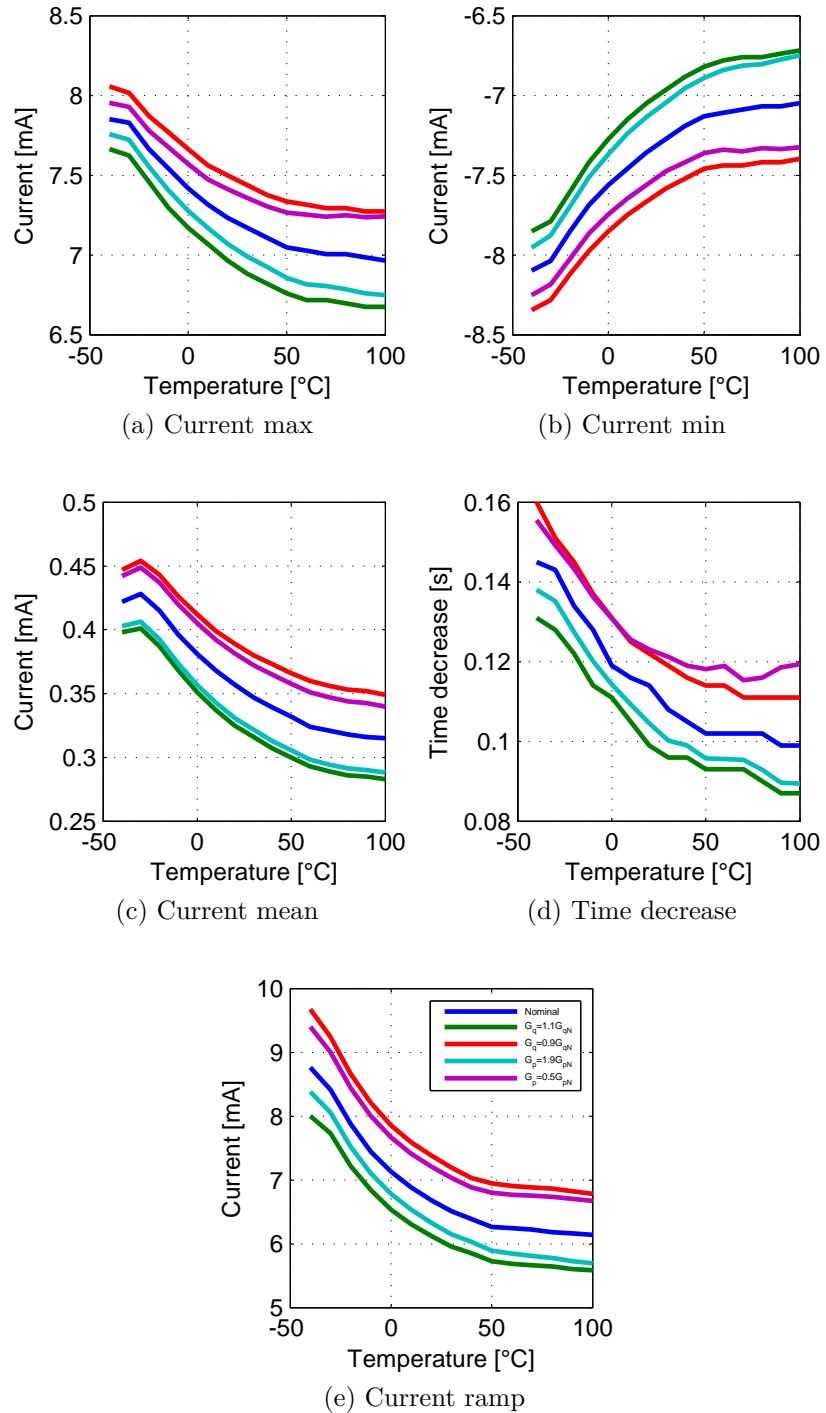 8.5
8
7.5
7
6.5
-50
0
50
100
Current [mA]
Temperature [°C]
(a) Current max
-6.5
-7
-7.5
-8
-8.5
-50
0
50
100
Current [mA]
Temperature [°C]
(b) Current min
0.5
0.45
0.4
0.35
0.3
0.25
-50
0
50
100
Current [mA]
Temperature [°C]
(c) Current mean
0.16
0.14
0.12
0.1
0.08
-50
0
50
100
Time decrease [s]
Temperature [°C]
(d) Time decrease
10
9
8
7
6
5
-50
0
50
100
Current [mA]
Temperature [°C]
Nominal
G_q=1.1G_qN
G_q=0.9G_qN
G_p=1.9G_pN
G_p=0.5G_pN
(e) Current ramp